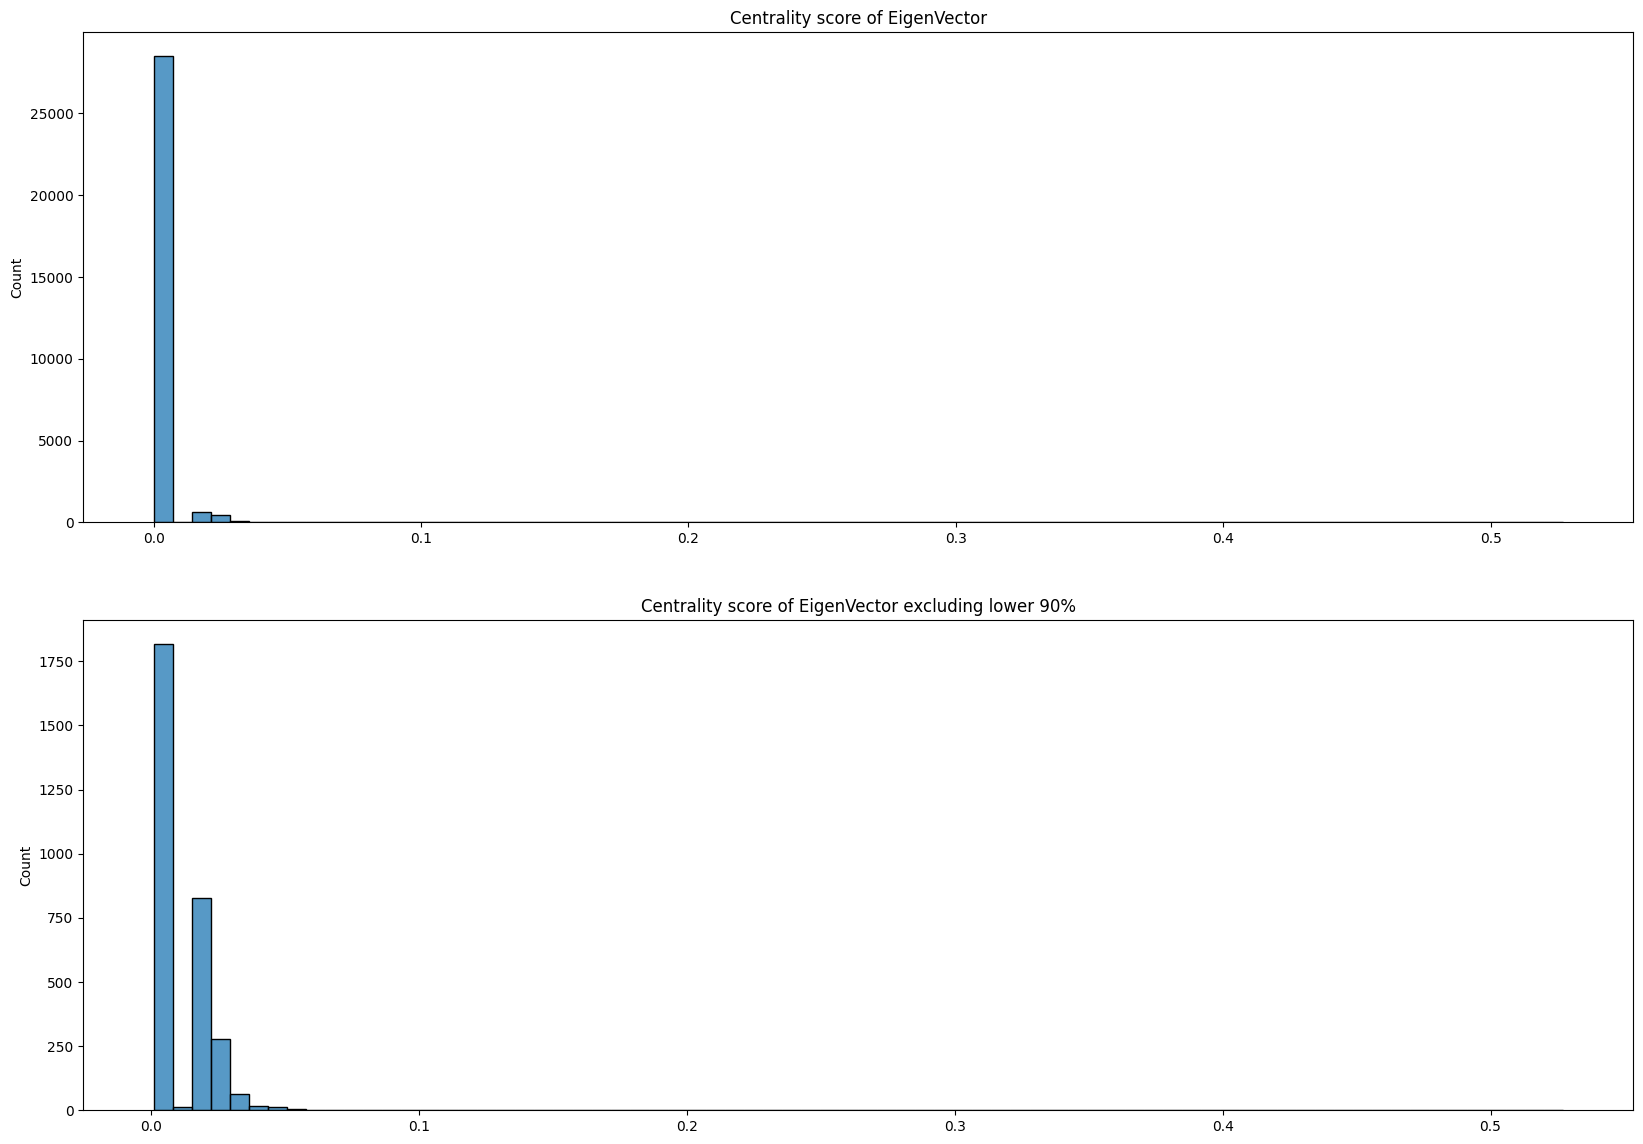 Centrality score of EigenVector
Count
25000
20000
15000
10000
5000
0
0.0 0.1 0.2 0.3 0.4 0.5
Centrality score of EigenVector excluding lower 90%
Count
1750
1500
1250
1000
750
500
250
0
0.0 0.1 0.2 0.3 0.4 0.5